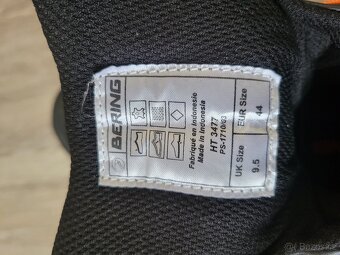 BERING
Fabriqué en Indonésie
Made in Indonesia
HT 3477
UK Size
EUR Size
9.5
44